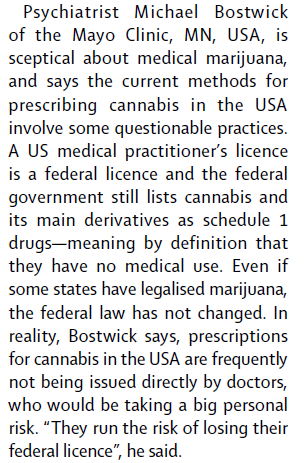 Psychiatrist Michael Bostwick
of the Mayo Clinic, MN, USA, is
sceptical about medical marijuana,
and says the current methods for
prescribing cannabis in the USA
involve some questionable practices.
A US medical practitioner’s licence
is a federal licence and the federal
government still lists cannabis and
its main derivatives as schedule 1
drugs—meaning by definition that
they have no medical use. Even if
some states have legalised marijuana,
the federal law has not changed. In
reality, Bostwick says, prescriptions
for cannabis in the USA are frequently
not being issued directly by doctors,
who would be taking a big personal
risk. “They run the risk of losing their
federal licence”, he said.